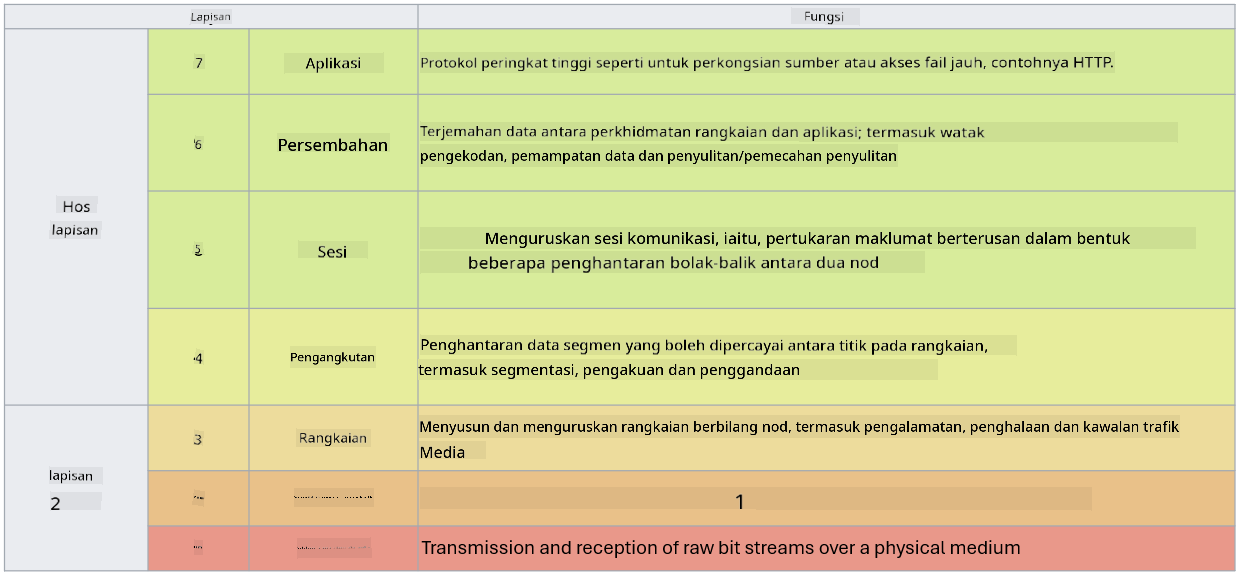 Lapisan
Fungsi
7
Aplikasi
Protokol peringkat tinggi seperti untuk perkongsian sumber atau akses fail jauh, contohnya HTTP.
6
Persembahan
Terjemahan data antara perkhidmatan rangkaian dan aplikasi; termasuk watak
pengekodan, pemampatan data dan penyulitan/pemecahan penyulitan
Hos
lapisan
5
Sesi
Menguruskan sesi komunikasi, iaitu, pertukaran maklumat berterusan dalam bentuk
beberapa penghantaran bolak-balik antara dua nod
4
Pengangkutan
Penghantaran data segmen yang boleh dipercayai antara titik pada rangkaian,
termasuk segmentasi, pengakuan dan penggandaan
3
Rangkaian
Menyusun dan menguruskan rangkaian berbilang nod, termasuk pengalamatan, penghalaan dan kawalan trafik
Media
lapisan
2
1
Transmission and reception of raw bit streams over a physical medium